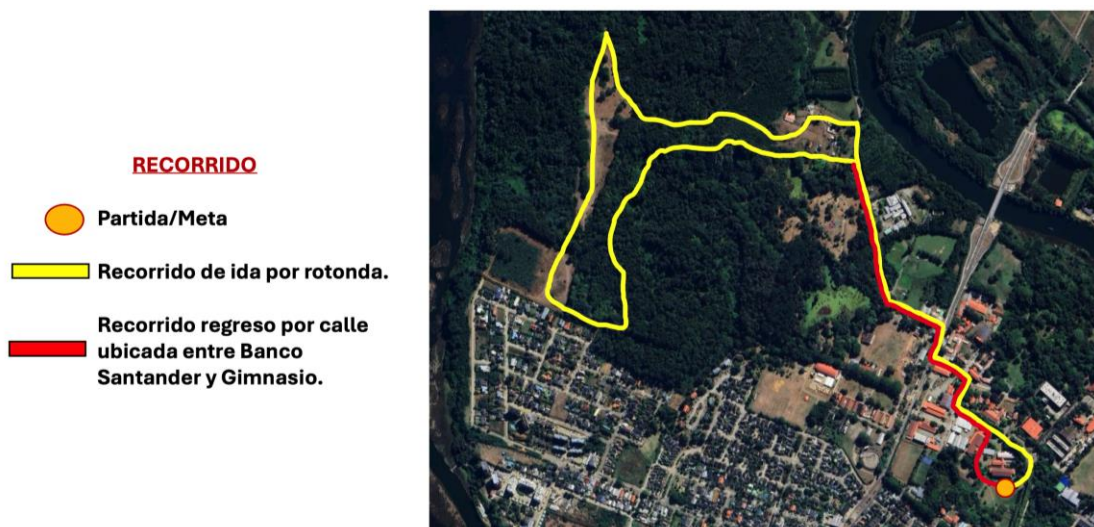 RECORRIDO
Partida/Meta
Recorrido de ida por rotonda.
Recorrido regreso por calle
ubicada entre Banco
Santander y Gimnasio.